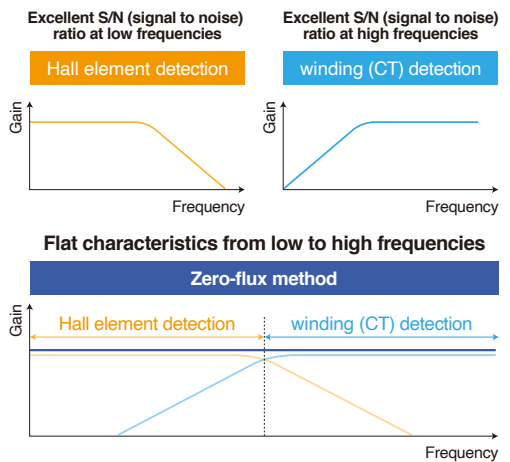 Excellent S/N (signal to noise)
ratio at low frequencies
Hall element detection
Gain
Frequency
Excellent S/N (signal to noise)
ratio at high frequencies
winding (CT) detection
Gain
Frequency
Flat characteristics from low to high frequencies
Zero-flux method
Gain
Hall element detection
winding (CT) detection
Frequency